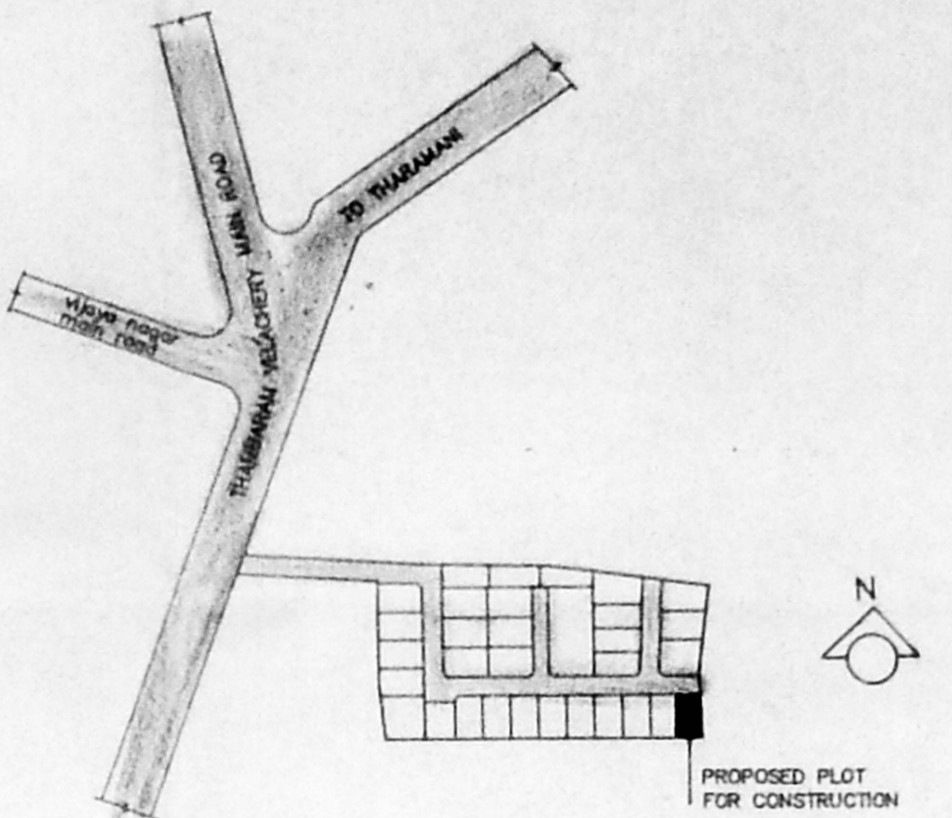 TO THARAMANI
THAMBARAM VELACHERY MAIN ROAD
vijaya nagar
main road
N
PROPOSED PLOT
FOR CONSTRUCTION